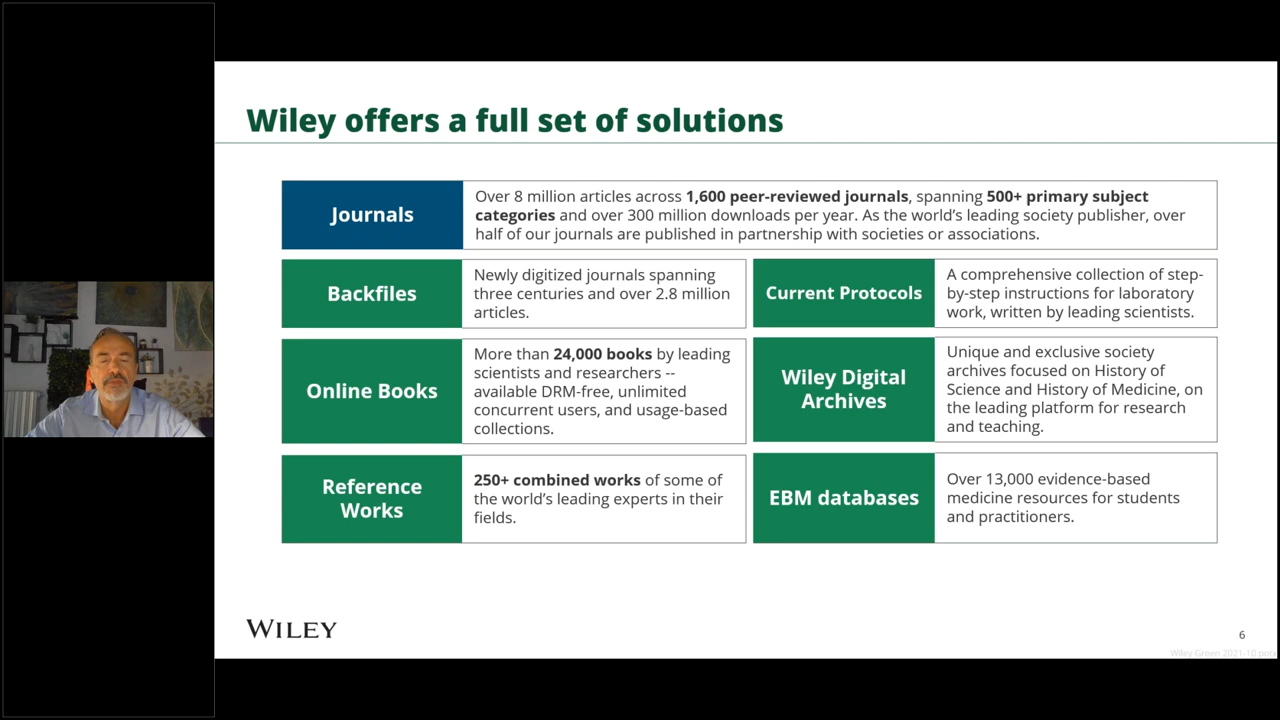 Wiley offers a full set of solutions
Journals
Over 8 million articles across 1,600 peer-reviewed journals, spanning 500+ primary subject
categories and over 300 million downloads per year. As the world’s leading society publisher, over
half of our journals are published in partnership with societies or associations.
Backfiles
Newly digitized journals spanning
three centuries and over 2.8 million
articles.
Current Protocols
A comprehensive collection of step-
by-step instructions for laboratory
work, written by leading scientists.
Online Books
More than 24,000 books by leading
scientists and researchers --
available DRM-free, unlimited
concurrent users, and usage-based
collections.
Wiley Digital
Archives
Unique and exclusive society
archives focused on History of
Science and History of Medicine, on
the leading platform for research
and teaching.
Reference
Works
250+ combined works of some of
the world’s leading experts in their
fields.
EBM databases
Over 13,000 evidence-based
medicine resources for students
and practitioners.
WILEY
6
Wiley Green 2021-10.potx